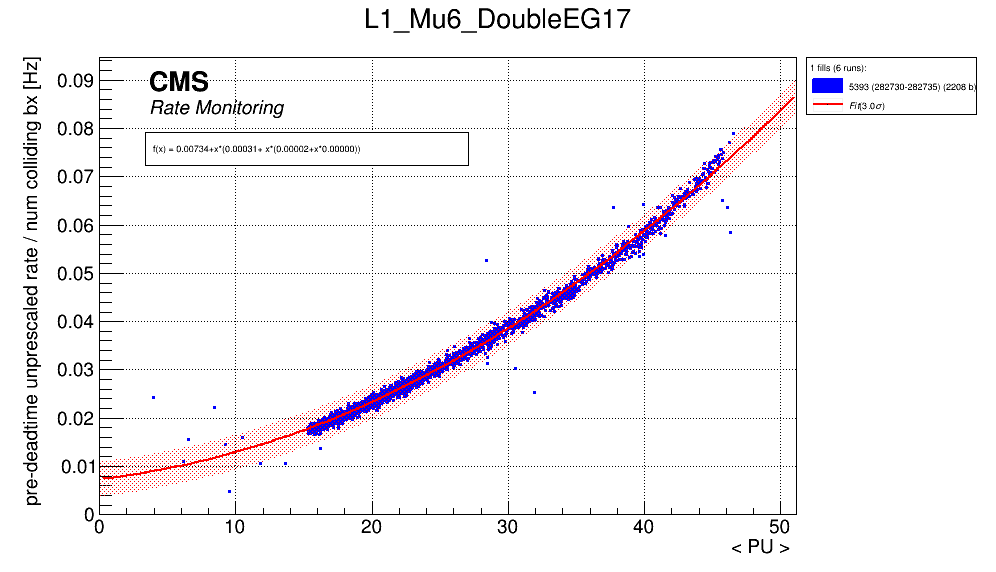 L1_Mu6_DoubleEG17
pre-deadtime unprescaled rate / num colliding bx [Hz]
0.09
0.08
0.07
0.06
0.05
0.04
0.03
0.02
0.01
0
CMS
Rate Monitoring
f(x) = 0.00734+x*(0.00031+ x*(0.00002+x*0.00000))
0 10 20 30 40 50
< PU >
1 fills (6 runs):
5393 (282730-282735) (2208 b)
Fit(3.0σ)